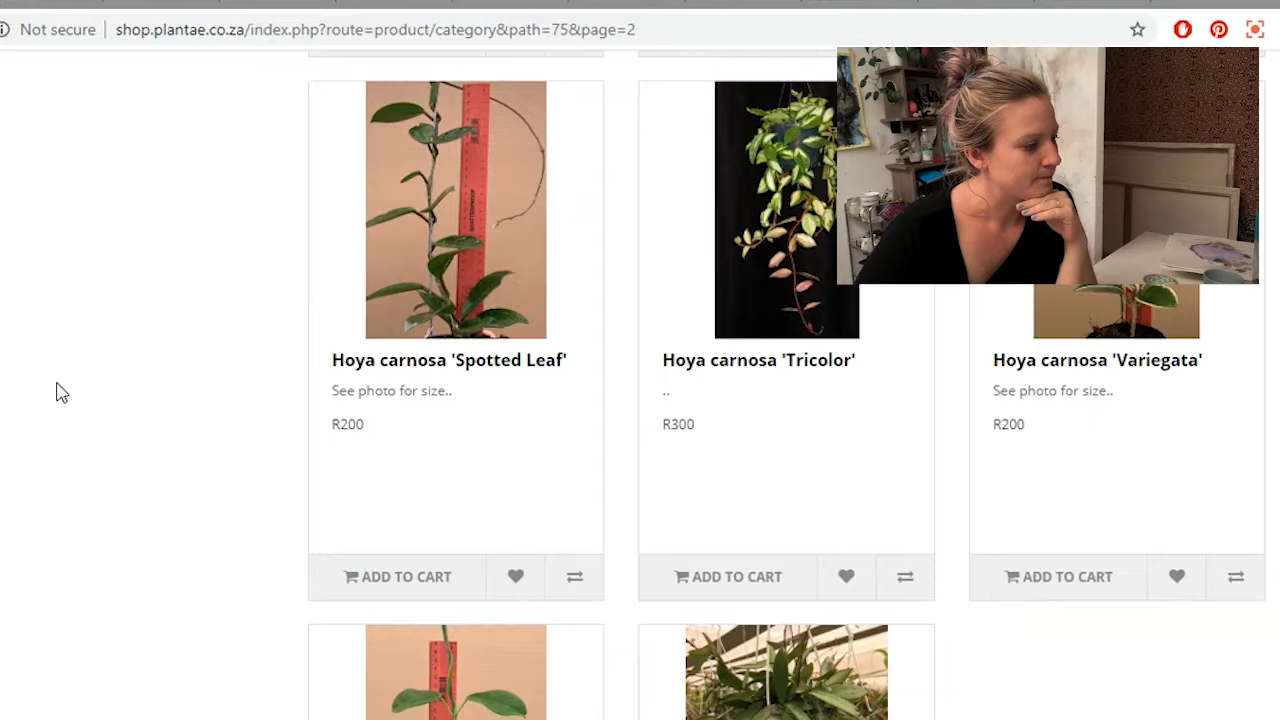 Not secure | shop.plantae.co.za/index.php?route=product/category&path=75&page=2
SHATTERPROOF
Hoya carnosa 'Spotted Leaf'
See photo for size..
R200
ADD TO CART
Hoya carnosa 'Tricolor'
..
R300
ADD TO CART
Hoya carnosa 'Variegata'
See photo for size..
R200
ADD TO CART